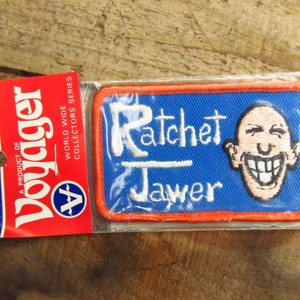 A PRODUCT OF
Voyager
WORLD WIDE
COLLECTORS SERIES
Ratchet
Jawer